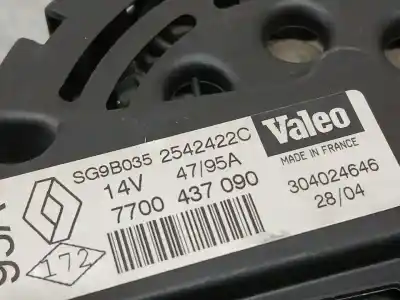 SG9B035 2542422C
14V 47/95A
7700 437 090
172
Valeo
MADE IN FRANCE
304024646
28/04